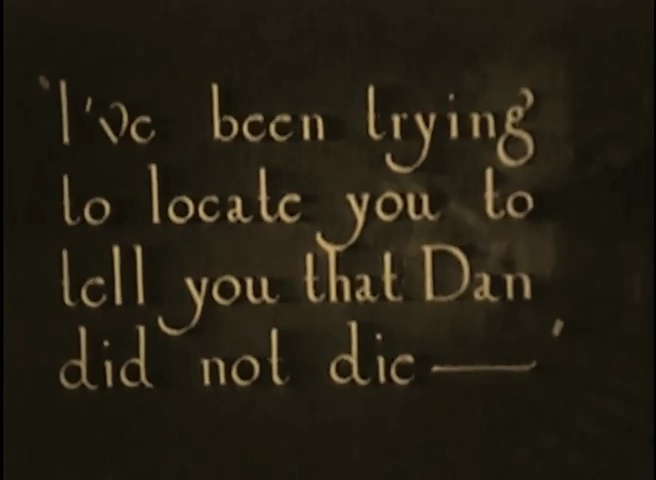 'I've been trying
to locate you to
tell you that Dan
did not die—'